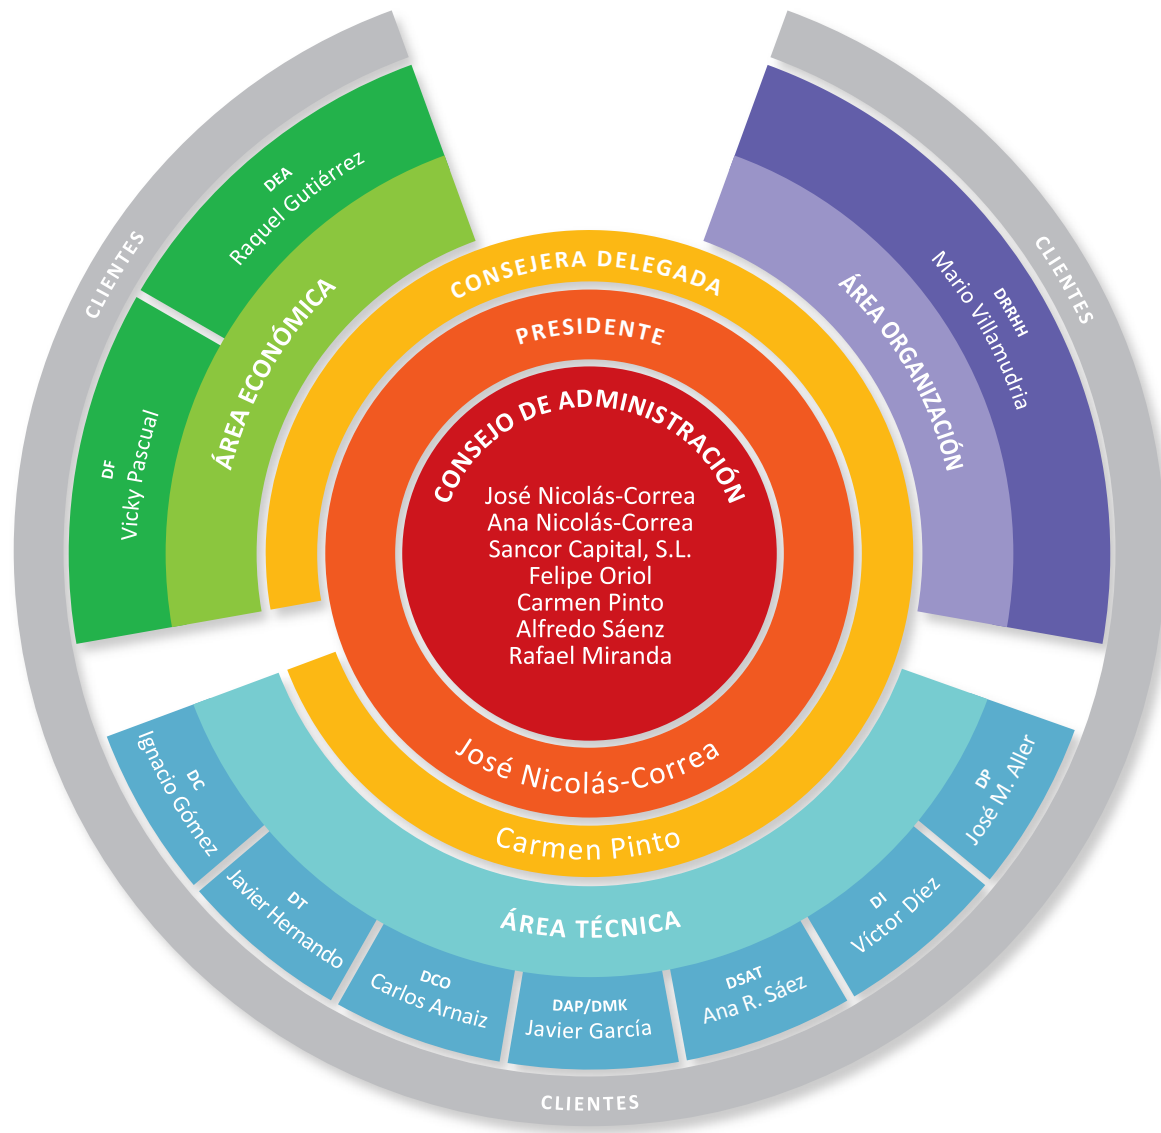 CLIENTES
DEA
Raquel Gutiérrez
DF
Vicky Pascual
ÁREA ECONÓMICA
CLIENTES
DRRHH
Mario Villamudria
ÁREA ORGANIZACIÓN
CONSEJERA DELEGADA
PRESIDENTE
CONSEJO DE ADMINISTRACIÓN
José Nicolás-Correa
Ana Nicolás-Correa
Sancor Capital, S.L.
Felipe Oriol
Carmen Pinto
Alfredo Sáenz
Rafael Miranda
José Nicolás-Correa
Carmen Pinto
ÁREA TÉCNICA
DC
Ignacio Gómez
DT
Javier Hernando
DCO
Carlos Arnaiz
DAP/DMK
Javier García
DSAT
Ana R. Sáez
DI
Víctor Díez
DP
José M. Aller
CLIENTES